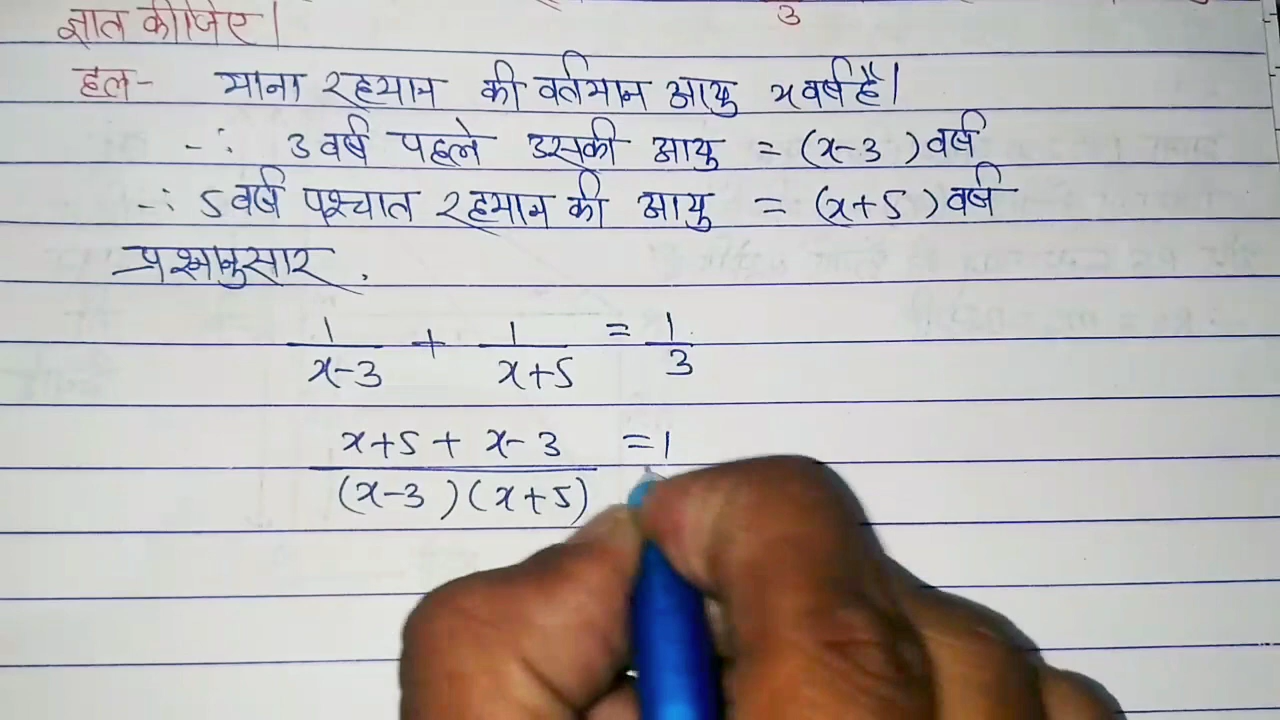 3
ज्ञात कीजिए।
हल- माना रहमान की वर्तमान आयु x वर्ष है।
∴ 3 वर्ष पहले उसकी आयु = (x-3) वर्ष
∴ 5 वर्ष पश्चात रहमान की आयु = (x+5) वर्ष
प्रश्नानुसार.
1/x-3 + 1/x+5 = 1/3
x+5+x-3/(x-3)(x+5) = 1